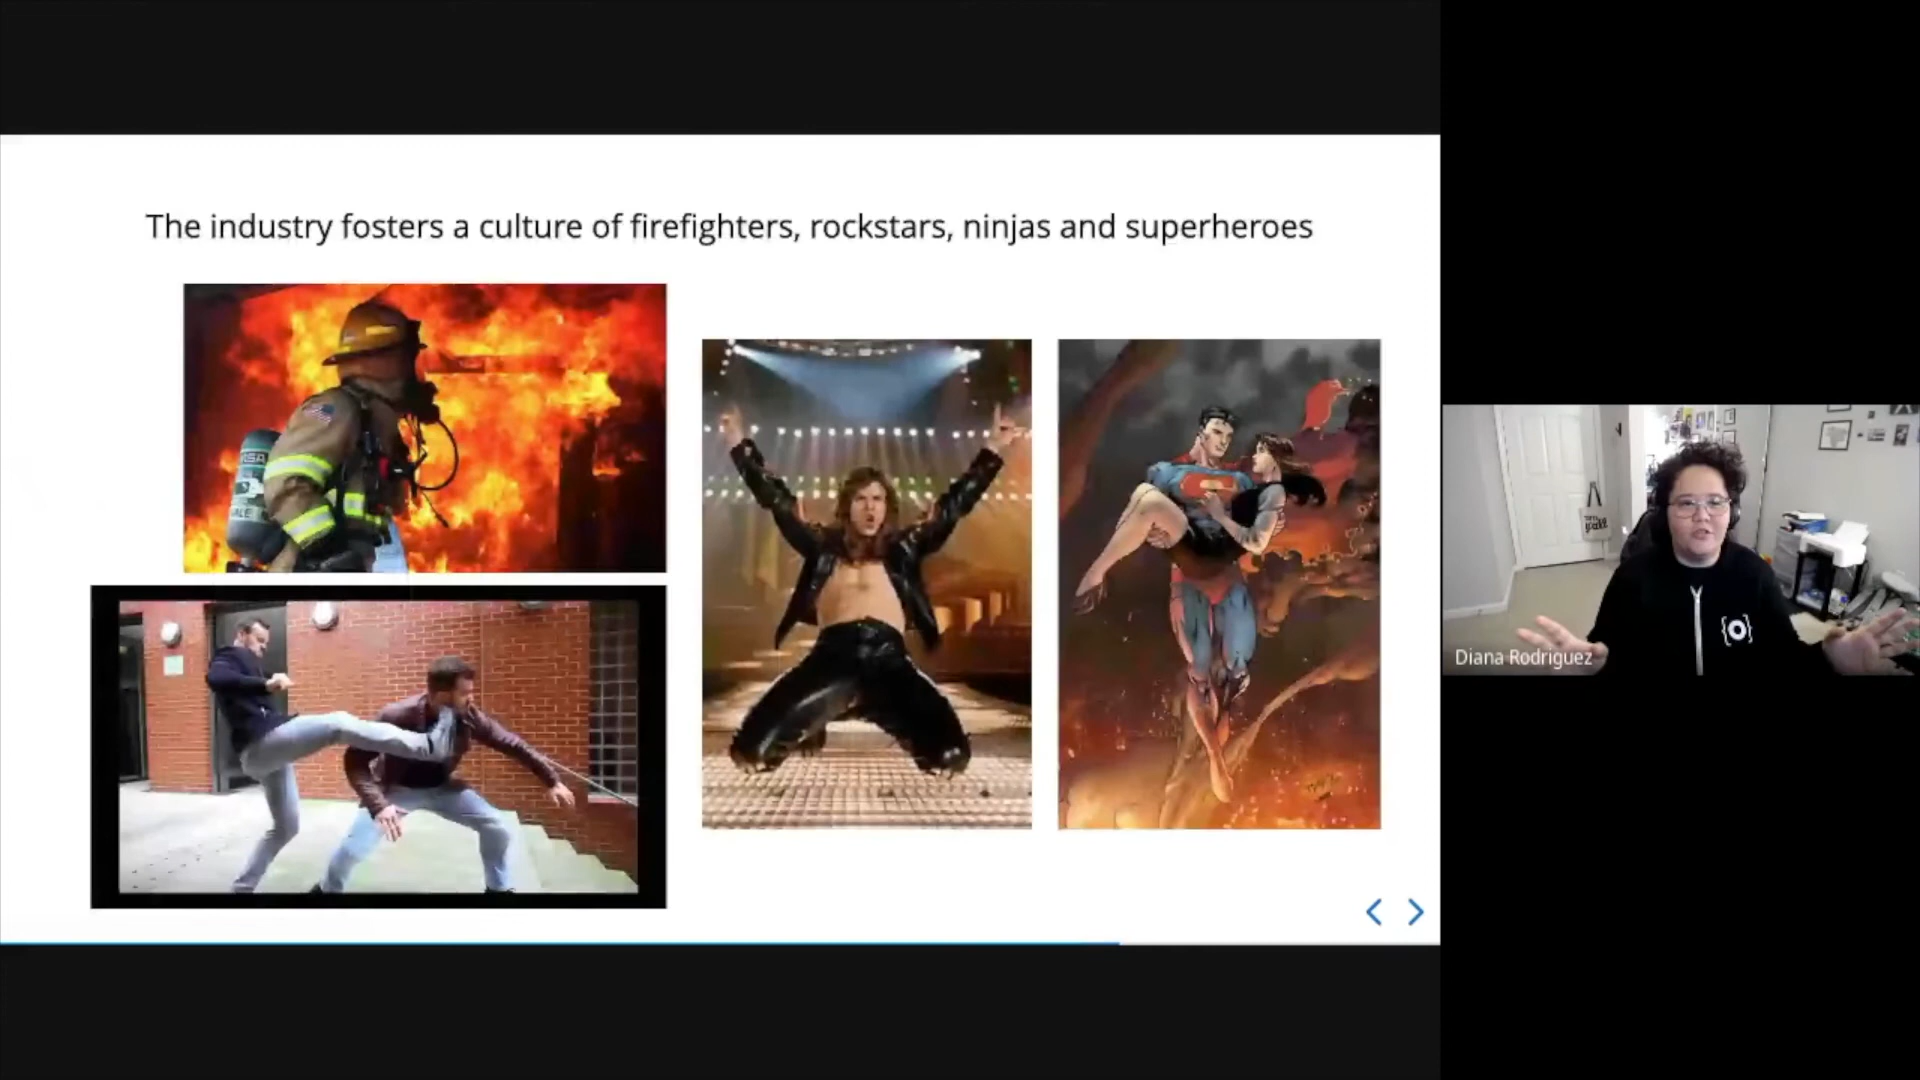 The industry fosters a culture of firefighters, rockstars, ninjas and superheroes
Diana Rodriguez